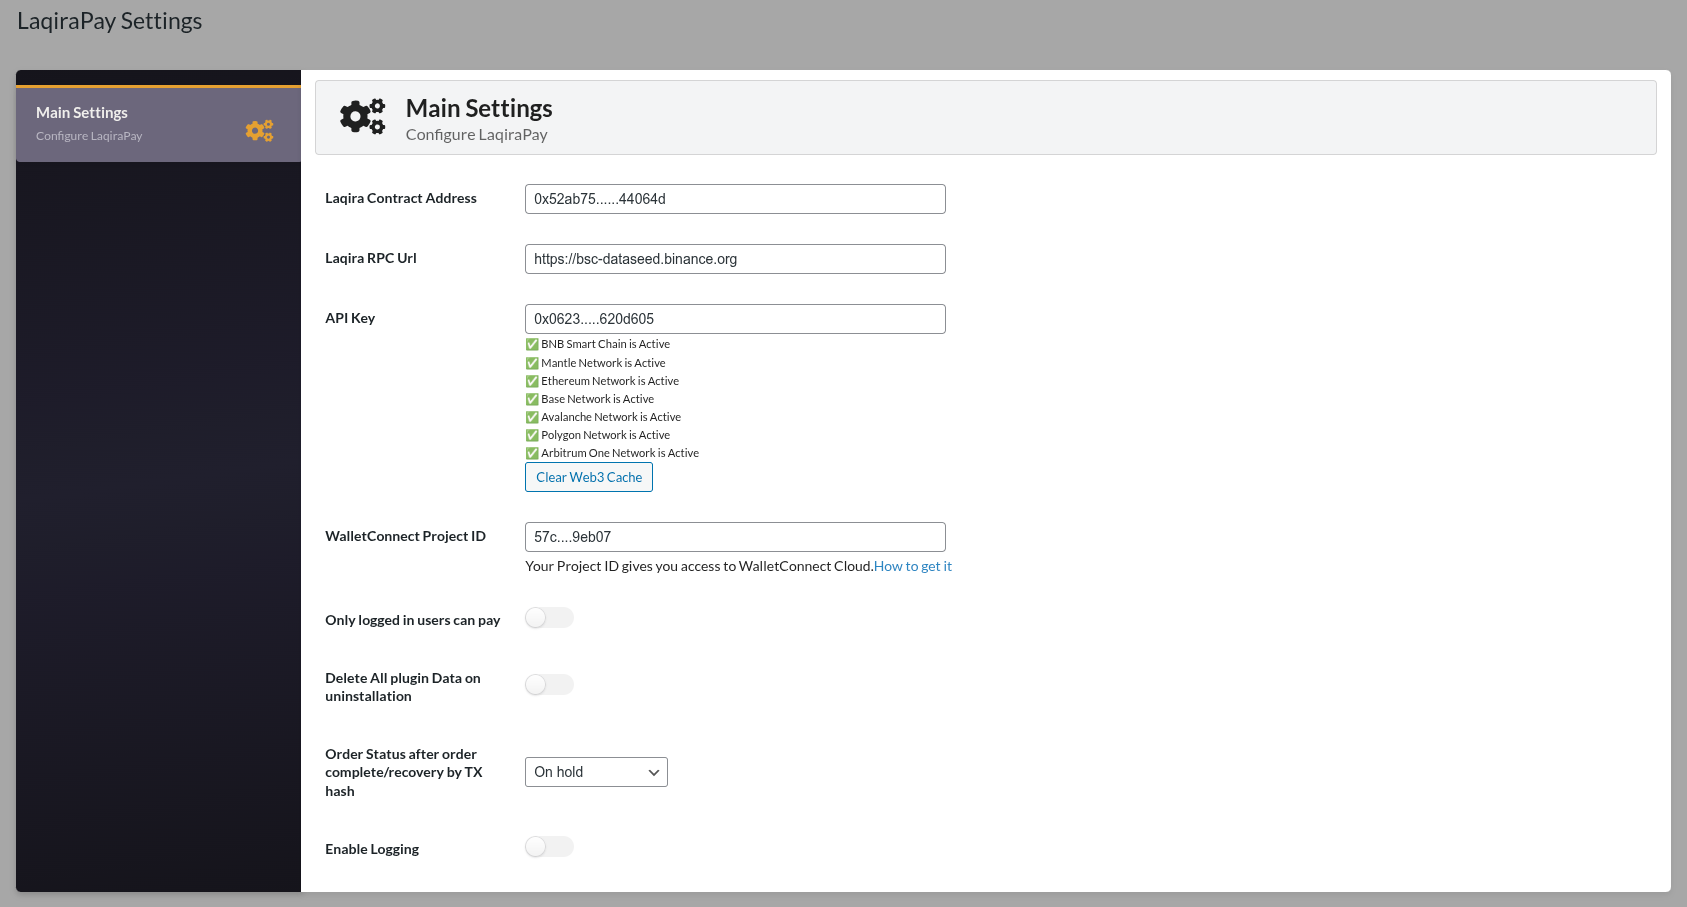 LaqiraPay Settings
Main Settings
Configure LaqiraPay
Main Settings
Configure LaqiraPay
Laqira Contract Address
0x52ab75......44064d
Laqira RPC Url
https://bsc-dataseed.binance.org
API Key
0x0623.....620d605
✅ BNB Smart Chain is Active
✅ Mantle Network is Active
✅ Ethereum Network is Active
✅ Base Network is Active
✅ Avalanche Network is Active
✅ Polygon Network is Active
✅ Arbitrum One Network is Active
Clear Web3 Cache
WalletConnect Project ID
57c....9eb07
Your Project ID gives you access to WalletConnect Cloud.How to get it
Only logged in users can pay
Delete All plugin Data on
uninstallation
Order Status after order
complete/recovery by TX
hash
On hold
Enable Logging